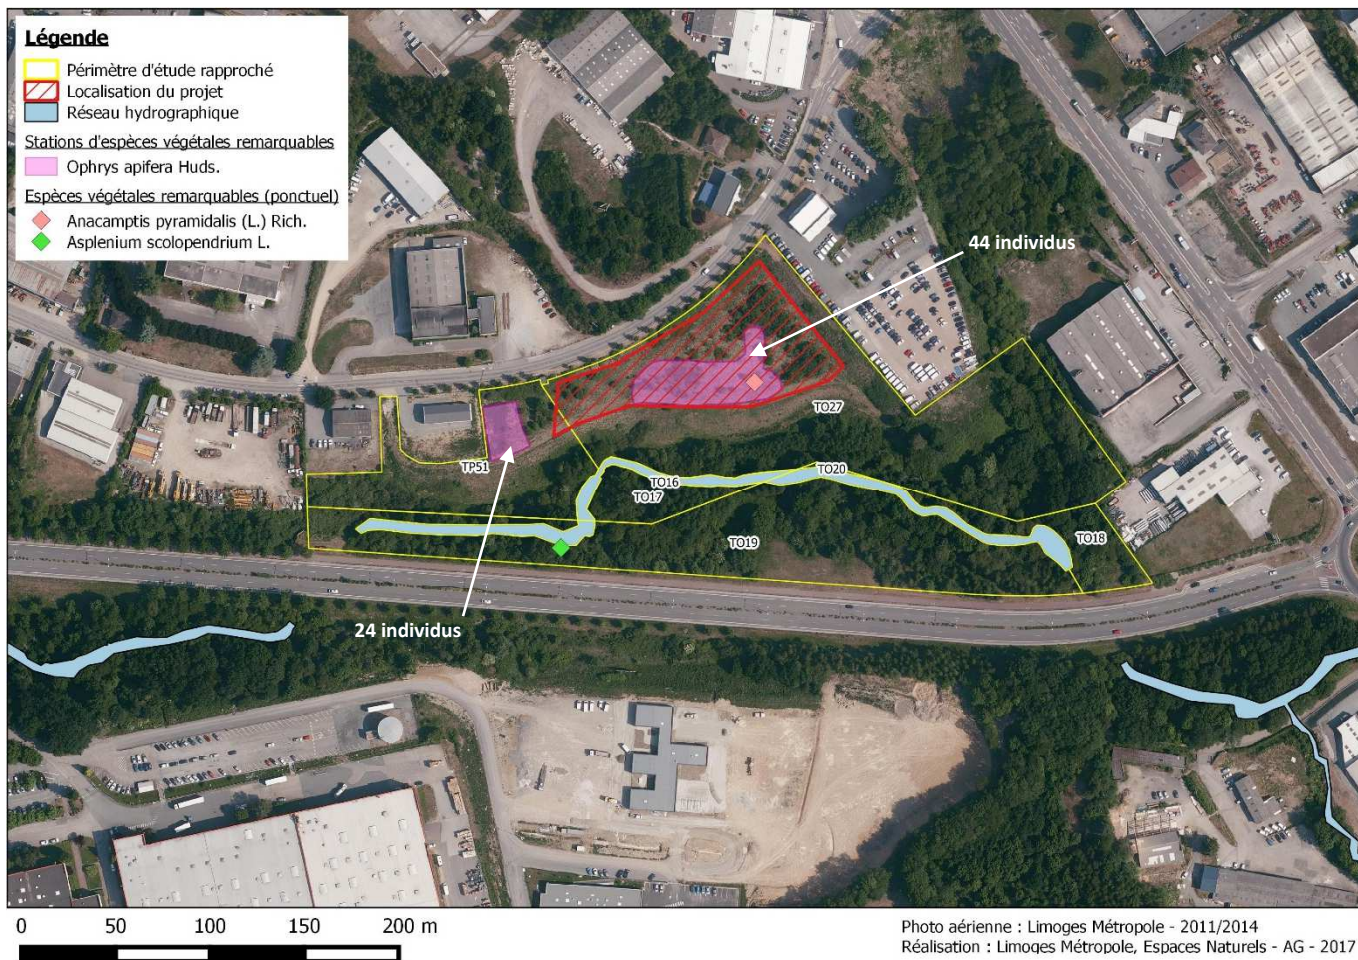 Légende
Périmètre d'étude rapproché
Localisation du projet
Réseau hydrographique
Stations d'espèces végétales remarquables
Ophrys apifera Huds.
Espèces végétales remarquables (ponctuel)
Anacamptis pyramidalis (L.) Rich.
Asplenium scolopendrium L.
44 individus
TO27
TP51
TO20
TO16
TO17
TO18
TO19
24 individus
0 50 100 150 200 m
Photo aérienne : Limoges Métropole - 2011/2014
Réalisation : Limoges Métropole, Espaces Naturels - AG - 2017